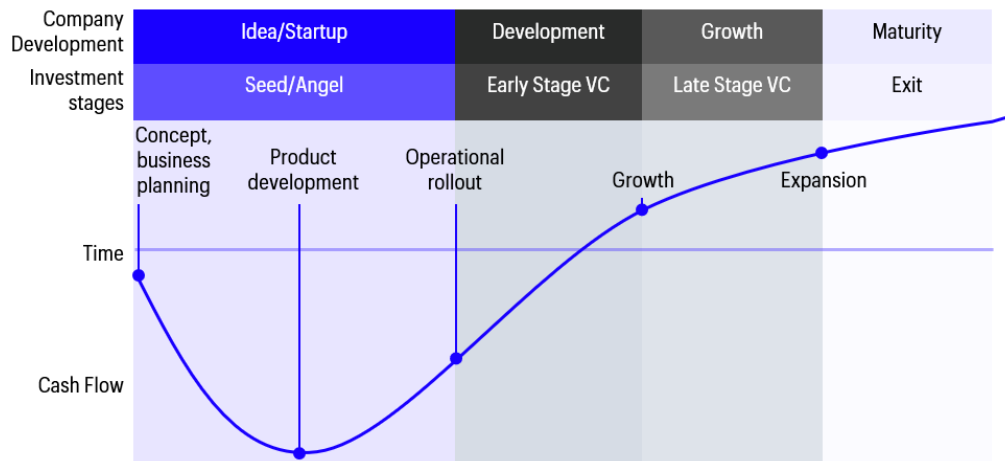 Company
Development
Idea/Startup
Development
Growth
Maturity
Investment
stages
Seed/Angel
Early Stage VC
Late Stage VC
Exit
Concept,
business
planning
Product
development
Operational
rollout
Growth
Expansion
Time
Cash Flow